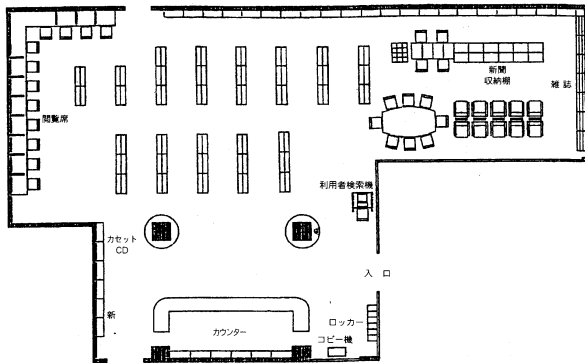 新聞
収納棚
雑誌
閲覧席
利用者検索機
カセット
CD
入口
新
ロッカー
カウンター
コピー機